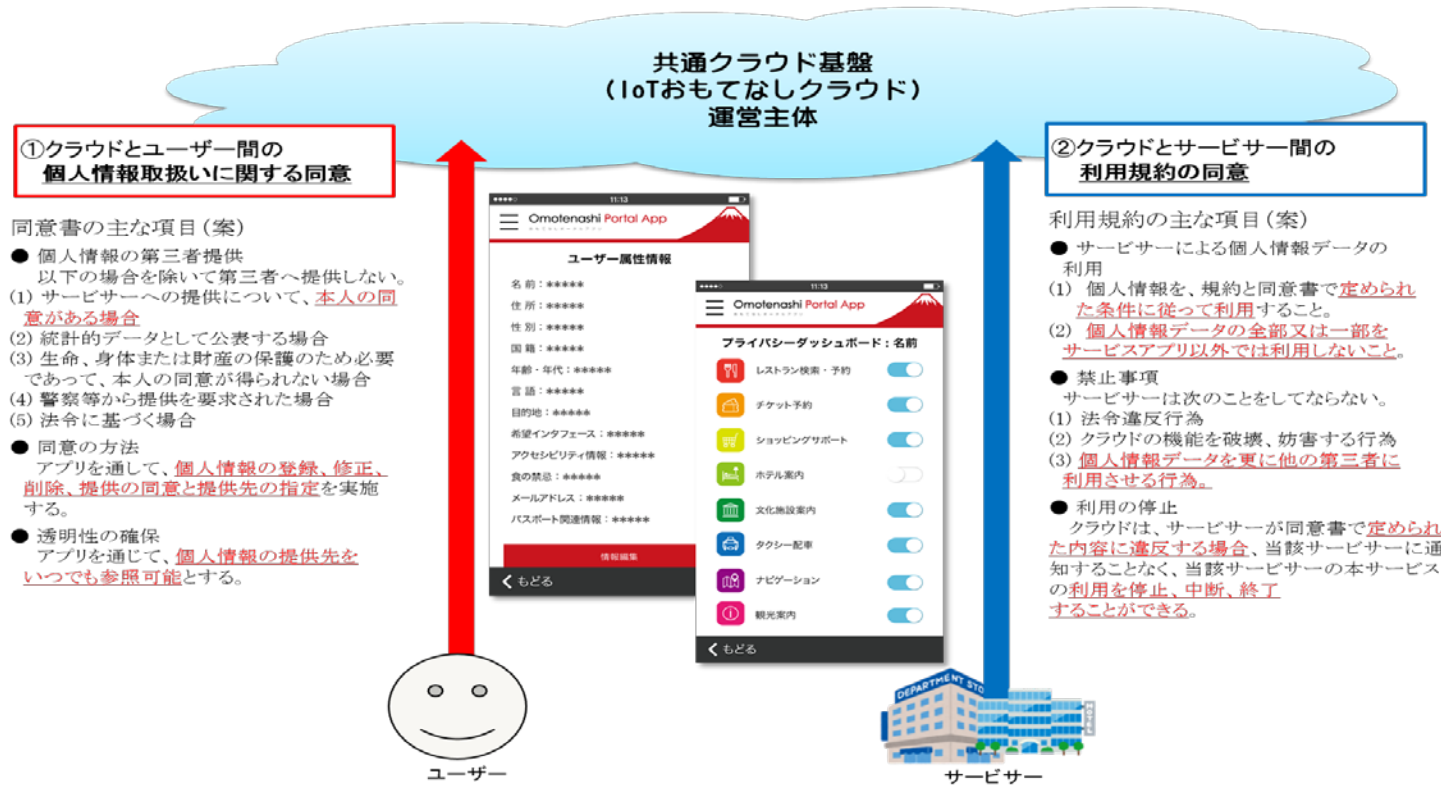 共通クラウド基盤
(IoTおもてなしクラウド)
運営主体
①クラウドとユーザー間の
個人情報取扱いに関する同意
同意書の主な項目(案)
● 個人情報の第三者提供
以下の場合を除いて第三者へ提供しない。
(1) サービサーへの提供について、本人の同
意がある場合
(2) 統計的データとして公表する場合
(3) 生命、身体または財産の保護のため必要
であって、本人の同意が得られない場合
(4) 警察等から提供を要求された場合
(5) 法令に基づく場合
● 同意の方法
アプリを通して、個人情報の登録、修正、
削除、提供の同意と提供先の指定を実施
する。
● 透明性の確保
アプリを通じて、個人情報の提供先を
いつでも参照可能とする。
11:13
Omotenashi Portal App
ユーザー属性情報
名 前：*****
住 所：*****
性 別：*****
国 籍：*****
年齢・年代：*****
言 語：*****
目的地：*****
希望インタフェース：*****
アクセシビリティ情報：*****
食の禁忌：*****
メールアドレス：*****
パスポート関連情報：*****
情報編集
もどる
11:13
Omotenashi Portal App
プライバシーダッシュボード：名前
レストラン検索・予約
チケット予約
ショッピングサポート
ホテル案内
文化施設案内
タクシー配車
ナビゲーション
観光案内
もどる
②クラウドとサービサー間の
利用規約の同意
利用規約の主な項目(案)
● サービサーによる個人情報データの
利用
(1) 個人情報を、規約と同意書で定められ
た条件に従って利用すること。
(2) 個人情報データの全部又は一部を
サービスアプリ以外では利用しないこと。
● 禁止事項
サービサーは次のことをしてならない。
(1) 法令違反行為
(2) クラウドの機能を破壊、妨害する行為
(3) 個人情報データを更に他の第三者に
利用させる行為。
● 利用の停止
クラウドは、サービサーが同意書で定められ
た内容に違反する場合、当該サービサーに通
知することなく、当該サービサーの本サービス
の利用を停止、中断、終了
することができる。
ユーザー
DEPARTMENT STO
HOTEL
サービサー